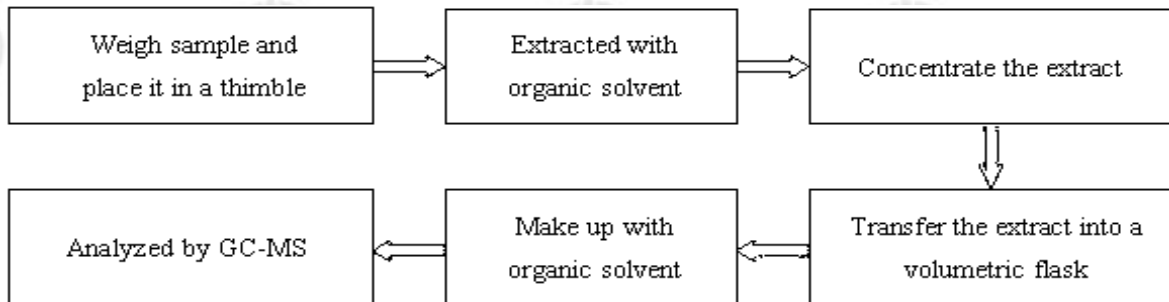 Weigh sample and
place it in a thimble
Extracted with
organic solvent
Concentrate the extract
Transfer the extract into a
volumetric flask
Make up with
organic solvent
Analyzed by GC-MS